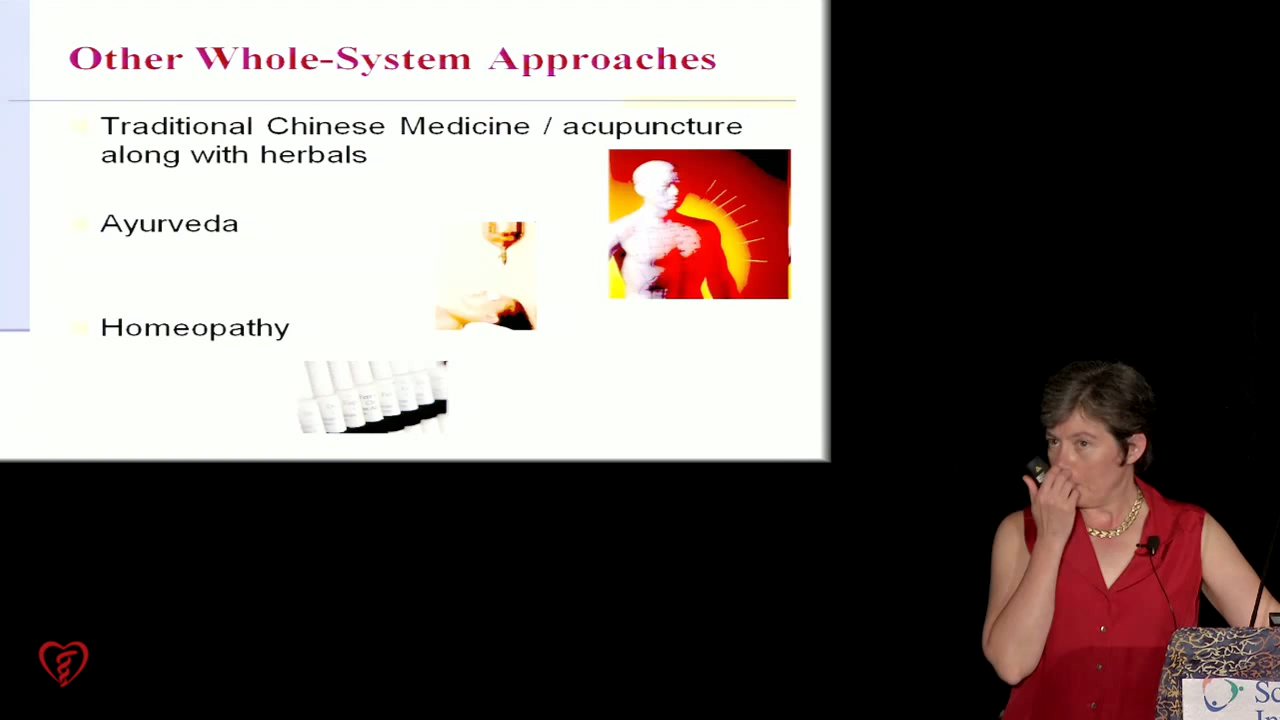 Other Whole-System Approaches
Traditional Chinese Medicine / acupuncture
along with herbals
Ayurveda
Homeopathy